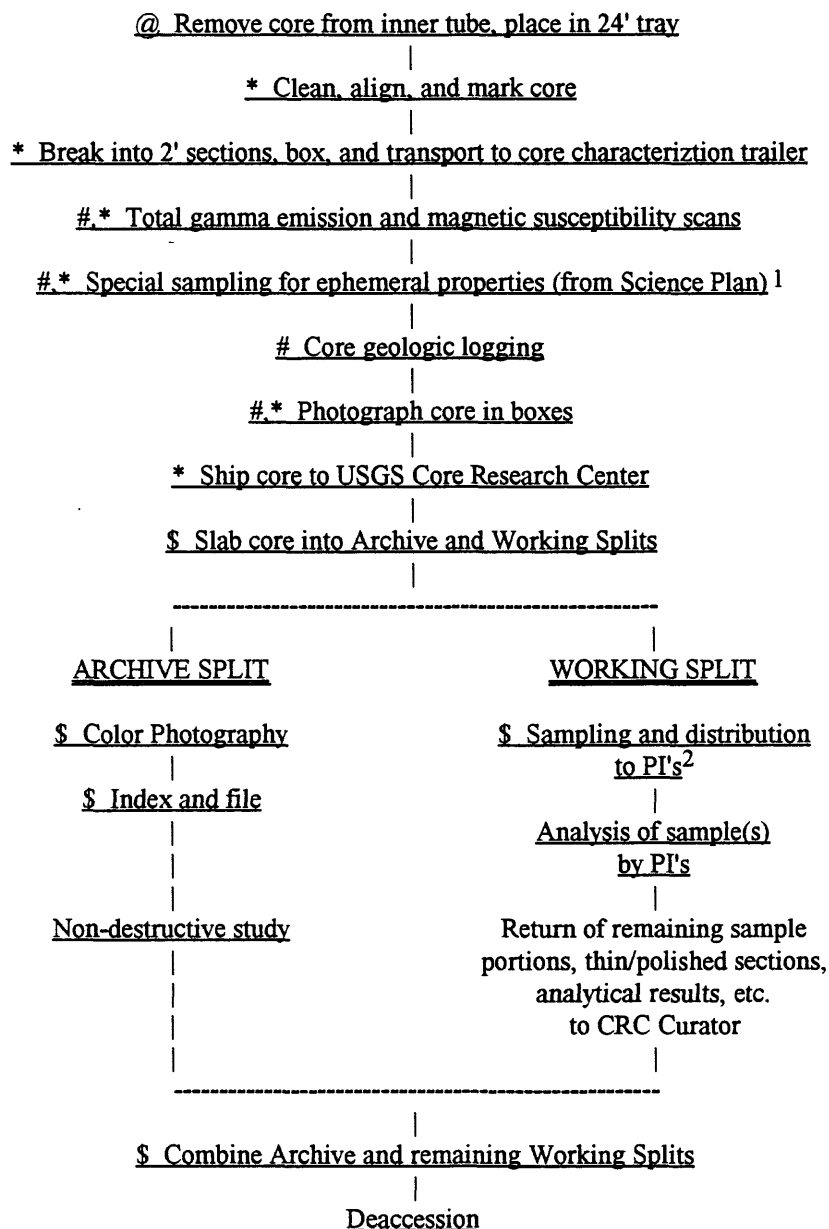 @ Remove core from inner tube, place in 24' tray
* Clean, align, and mark core
* Break into 2' sections, box, and transport to core characteriztion trailer
#,* Total gamma emission and magnetic susceptibility scans
#,* Special sampling for ephemeral properties (from Science Plan) 1
# Core geologic logging
#,* Photograph core in boxes
* Ship core to USGS Core Research Center
$ Slab core into Archive and Working Splits
ARCHIVE SPLIT
$ Color Photography
$ Index and file
Non-destructive study
WORKING SPLIT
$ Sampling and distribution
to PI's2
Analysis of sample(s)
by PI's
Return of remaining sample
portions, thin/polished sections,
analytical results, etc.
to CRC Curator
$ Combine Archive and remaining Working Splits
Deaccession